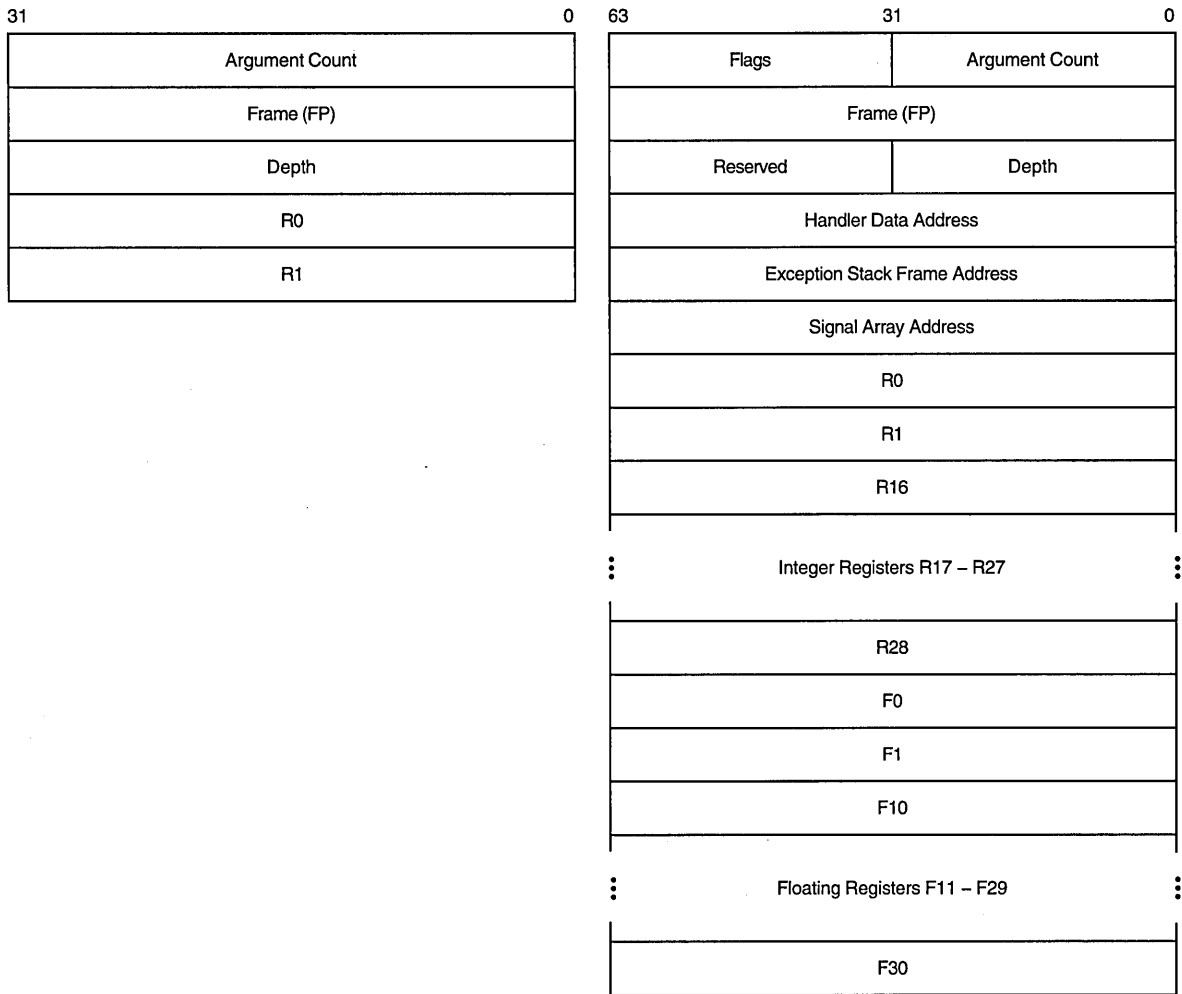 31 0
Argument Count
Frame (FP)
Depth
R0
R1
63 31 0
Flags Argument Count
Frame (FP)
Reserved Depth
Handler Data Address
Exception Stack Frame Address
Signal Array Address
R0
R1
R16
Integer Registers R17 – R27
R28
F0
F1
F10
Floating Registers F11 – F29
F30